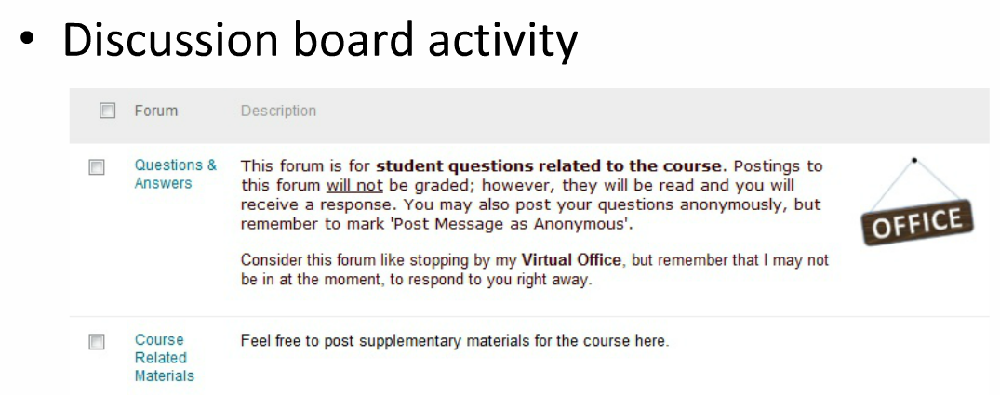 • Discussion board activity
Forum Description
Questions & Answers
This forum is for student questions related to the course. Postings to
this forum will not be graded; however, they will be read and you will
receive a response. You may also post your questions anonymously, but
remember to mark 'Post Message as Anonymous'.
Consider this forum like stopping by my Virtual Office, but remember that I may not
be in at the moment, to respond to you right away.
OFFICE
Course
Related
Materials
Feel free to post supplementary materials for the course here.